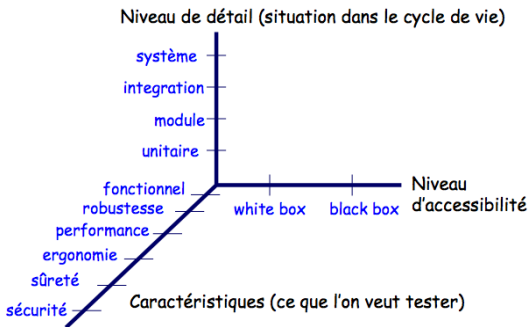 Niveau de détail (situation dans le cycle de vie)
système
integration
module
unitaire
fonctionnel
robustesse
performance
ergonomie
sûreté
sécurité
white box
black box
Niveau
d'accessibilité
Caractéristiques (ce que l'on veut tester)